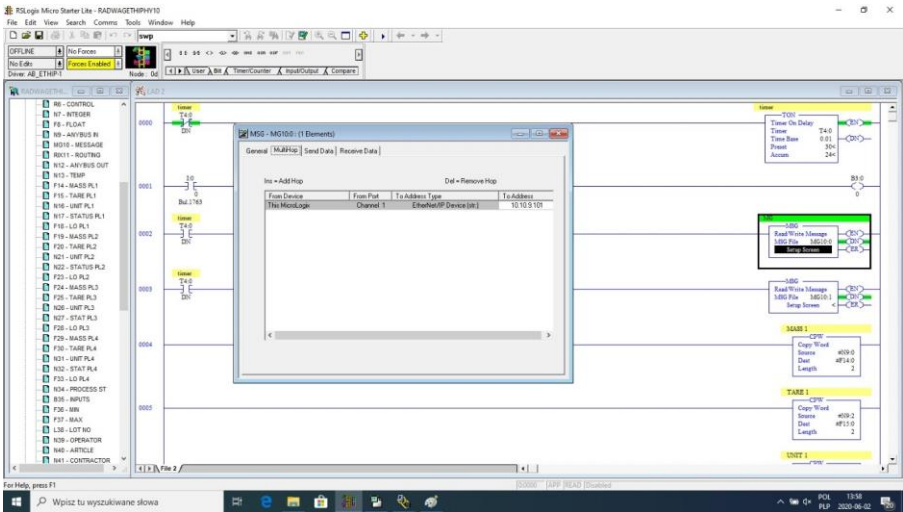 RSLogix Micro Starter Lite - RADWAGETHIPHY10
File Edit View Search Comms Tools Window Help
swp
OFFLINE No Forces
No Edits Forces Enabled
Driver: AB_ETHIP-1 Node: 0d
User Bit Timer/Counter Input/Output Compare
LAD 2
R6 - CONTROL
N7 - INTEGER
F8 - FLOAT
N9 - ANYBUS IN
MG10 - MESSAGE
RIX11 - ROUTING
N12 - ANYBUS OUT
N13 - TEMP
F14 - MASS PL1
F15 - TARE PL1
N16 - UNIT PL1
N17 - STATUS PL1
F18 - LO PL1
F19 - MASS PL2
F20 - TARE PL2
N21 - UNIT PL2
N22 - STATUS PL2
F23 - LO PL2
F24 - MASS PL3
F25 - TARE PL3
N26 - UNIT PL3
N27 - STAT PL3
F28 - LO PL3
F29 - MASS PL4
F30 - TARE PL4
N31 - UNIT PL4
N32 - STAT PL4
F33 - LO PL4
N34 - PROCESS ST
B35 - INPUTS
F36 - MIN
F37 - MAX
L38 - LOT NO
N39 - OPERATOR
N40 - ARTICLE
N41 - CONTRACTOR
0000
timer
T4:0
DN
timer
TON
Timer On Delay
Timer T4:0
Time Base 0.01
Preset 30<
Accum 24<
EN
DN
0001
Bul.1763
B3:0
0
0002
timer
T4:0
DN
MSG
Read/Write Message
MSG File MG10:0
Setup Screen
EN
DN
ER
0003
timer
T4:0
DN
MSG
Read/Write Message
MSG File MG10:1
Setup Screen <
EN
DN
ER
0004
MASS 1
CPW
Copy Word
Source #N9:0
Dest #F14:0
Length 2
0005
TARE 1
CPW
Copy Word
Source #N9:2
Dest #F15:0
Length 2
UNIT 1
CPW
MSG - MG10:0 : (1 Elements)
General MultiHop Send Data Receive Data
Ins = Add Hop Del = Remove Hop
From Device From Port To Address Type To Address
This MicroLogix Channel 1 EtherNet/IP Device (str.) 10.10.9.101
File 2
For Help, press F1
0:0000 APP READ Disabled
Wpisz tu wyszukiwane słowa
POL 13:58
PLP 2020-06-02